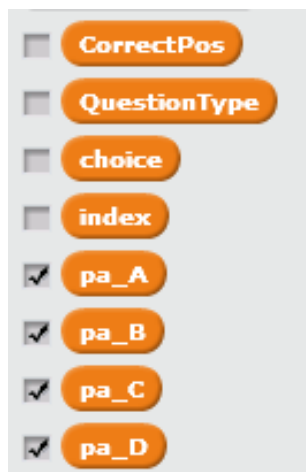 CorrectPos
QuestionType
choice
index
pa_A
pa_B
pa_C
pa_D